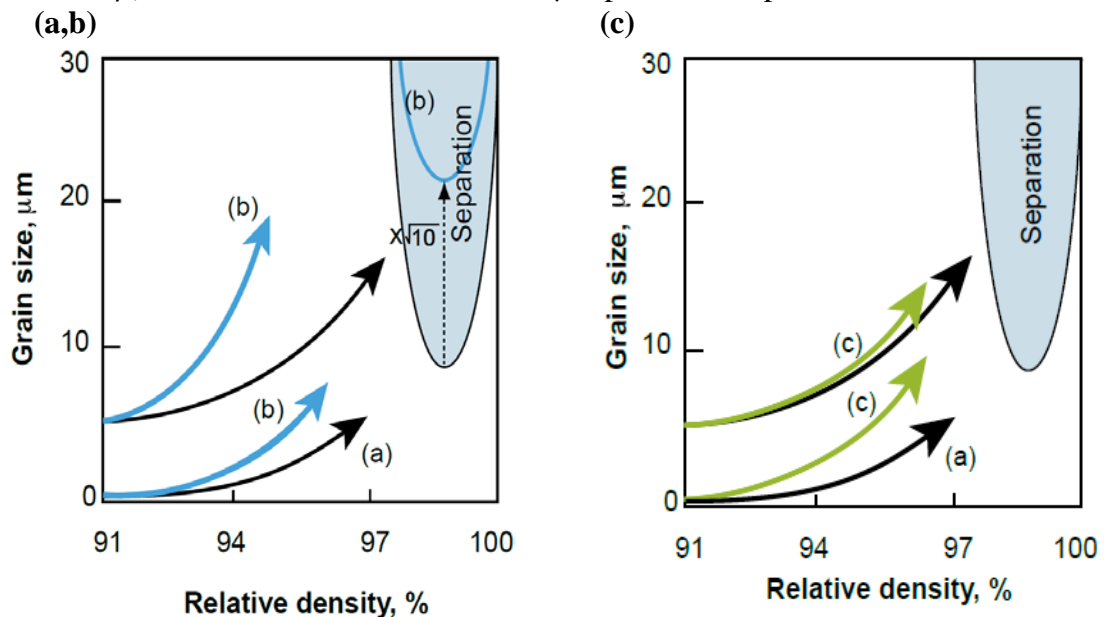 (a,b)
(c)
30
20
10
0
Grain size, μm
(b)
(b)
(b)
(a)
x√10
Separation
91
94
97
100
Relative density, %
30
20
10
0
Grain size, μm
(c)
(c)
(a)
Separation
91
94
97
100
Relative density, %